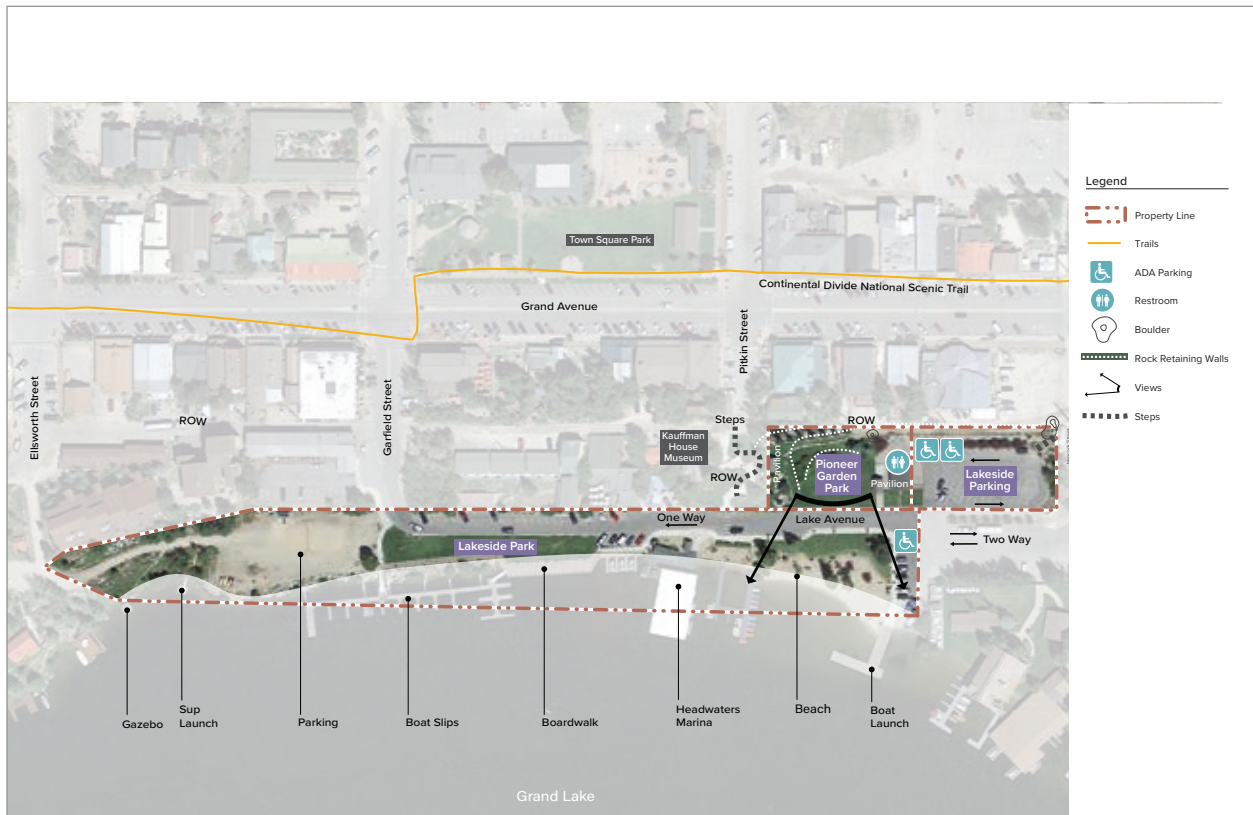 Town Square Park
Continental Divide National Scenic Trail
Grand Avenue
Pitkin Street
Ellsworth Street
Garfield Street
ROW
Steps
ROW
Kauffman
House
Museum
ROW
Pavilion
Pioneer
Garden
Park
Pavilion
Lakeside
Parking
One Way
Lake Avenue
Two Way
Lakeside Park
Gazebo
Sup
Launch
Parking
Boat Slips
Boardwalk
Headwaters
Marina
Beach
Boat
Launch
Grand Lake
Legend
Property Line
Trails
ADA Parking
Restroom
Boulder
Rock Retaining Walls
Views
Steps